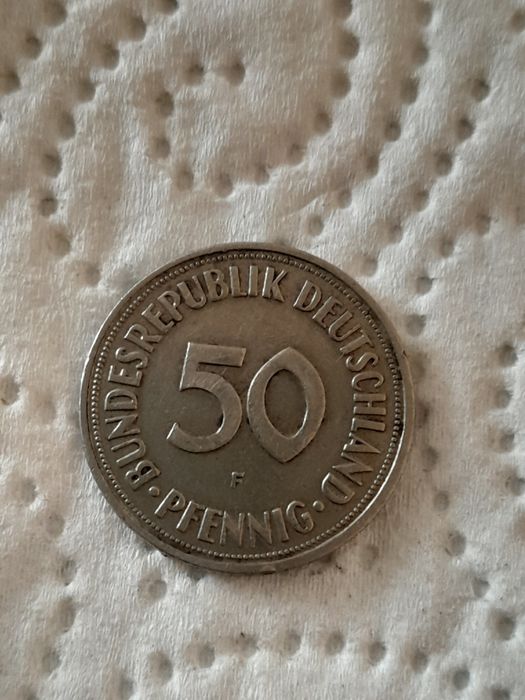 BUNDESREPUBLIK DEUTSCHLAND
50
F
· PFENNIG ·